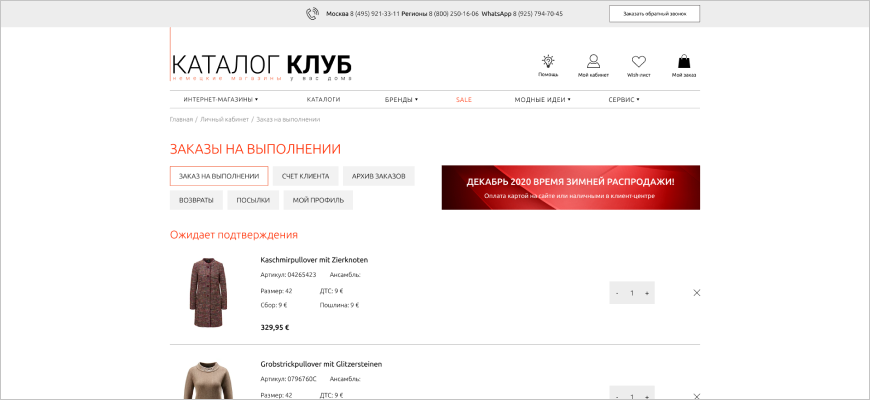 Москва 8 (495) 921-33-11 Регионы 8 (800) 250-16-06 WhatsApp 8 (925) 794-70-45
Заказать обратный звонок
КАТАЛОГ КЛУБ
немецкие магазины у вас дома
Помощь
Мой кабинет
Wish-лист
Мой заказ
ИНТЕРНЕТ-МАГАЗИНЫ ▾ КАТАЛОГИ БРЕНДЫ ▾ SALE МОДНЫЕ ИДЕИ ▾ СЕРВИС ▾
Главная / Личный кабинет / Заказ на выполнении
ЗАКАЗЫ НА ВЫПОЛНЕНИИ
ЗАКАЗ НА ВЫПОЛНЕНИИ СЧЕТ КЛИЕНТА АРХИВ ЗАКАЗОВ
ВОЗВРАТЫ ПОСЫЛКИ МОЙ ПРОФИЛЬ
ДЕКАБРЬ 2020 ВРЕМЯ ЗИМНЕЙ РАСПРОДАЖИ!
Оплата картой на сайте или наличными в клиент-центре
Ожидает подтверждения
Kaschmirpullover mit Zierknoten
Артикул: 04265423 Ансамбль:
Размер: 42 ДТС: 9 €
Сбор: 9 € Пошлина: 9 €
329,95 €
- 1 +
Grobstrickpullover mit Glitzersteinen
Артикул: 0796760C Ансамбль:
Размер: 42 ДТС: 9 €
- 1 +